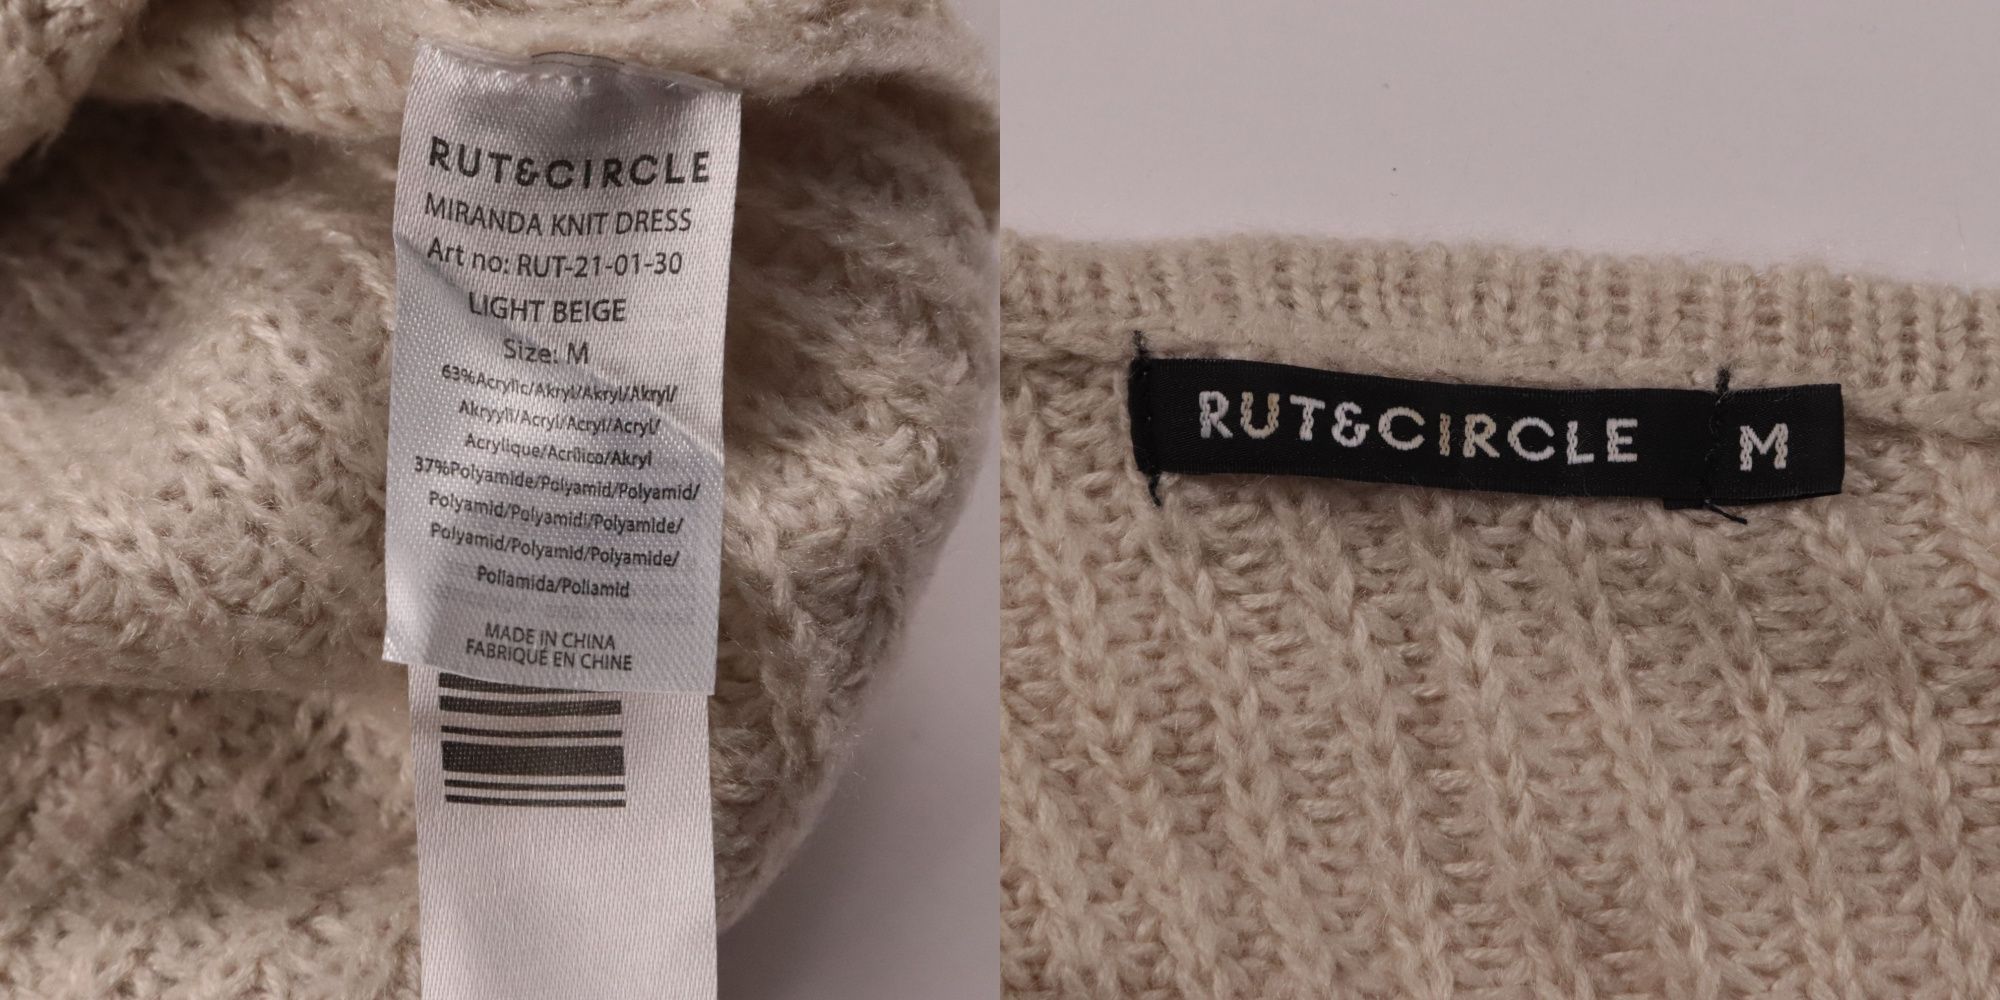 RUT&CIRCLE
MIRANDA KNIT DRESS
Art no: RUT-21-01-30
LIGHT BEIGE
Size: M
63%Acrylic/Akryl/Akryl/Akryl/
Akryyli/Acryl/Acryl/Acryl/
Acrylique/Acrilico/Akryl
37%Polyamide/Polyamid/Polyamid/
Polyamid/Polyamidi/Polyamide/
Polyamid/Polyamid/Polyamide/
Poliamida/Poliamid
MADE IN CHINA
FABRIQUÉ EN CHINE
RUT&CIRCLE M